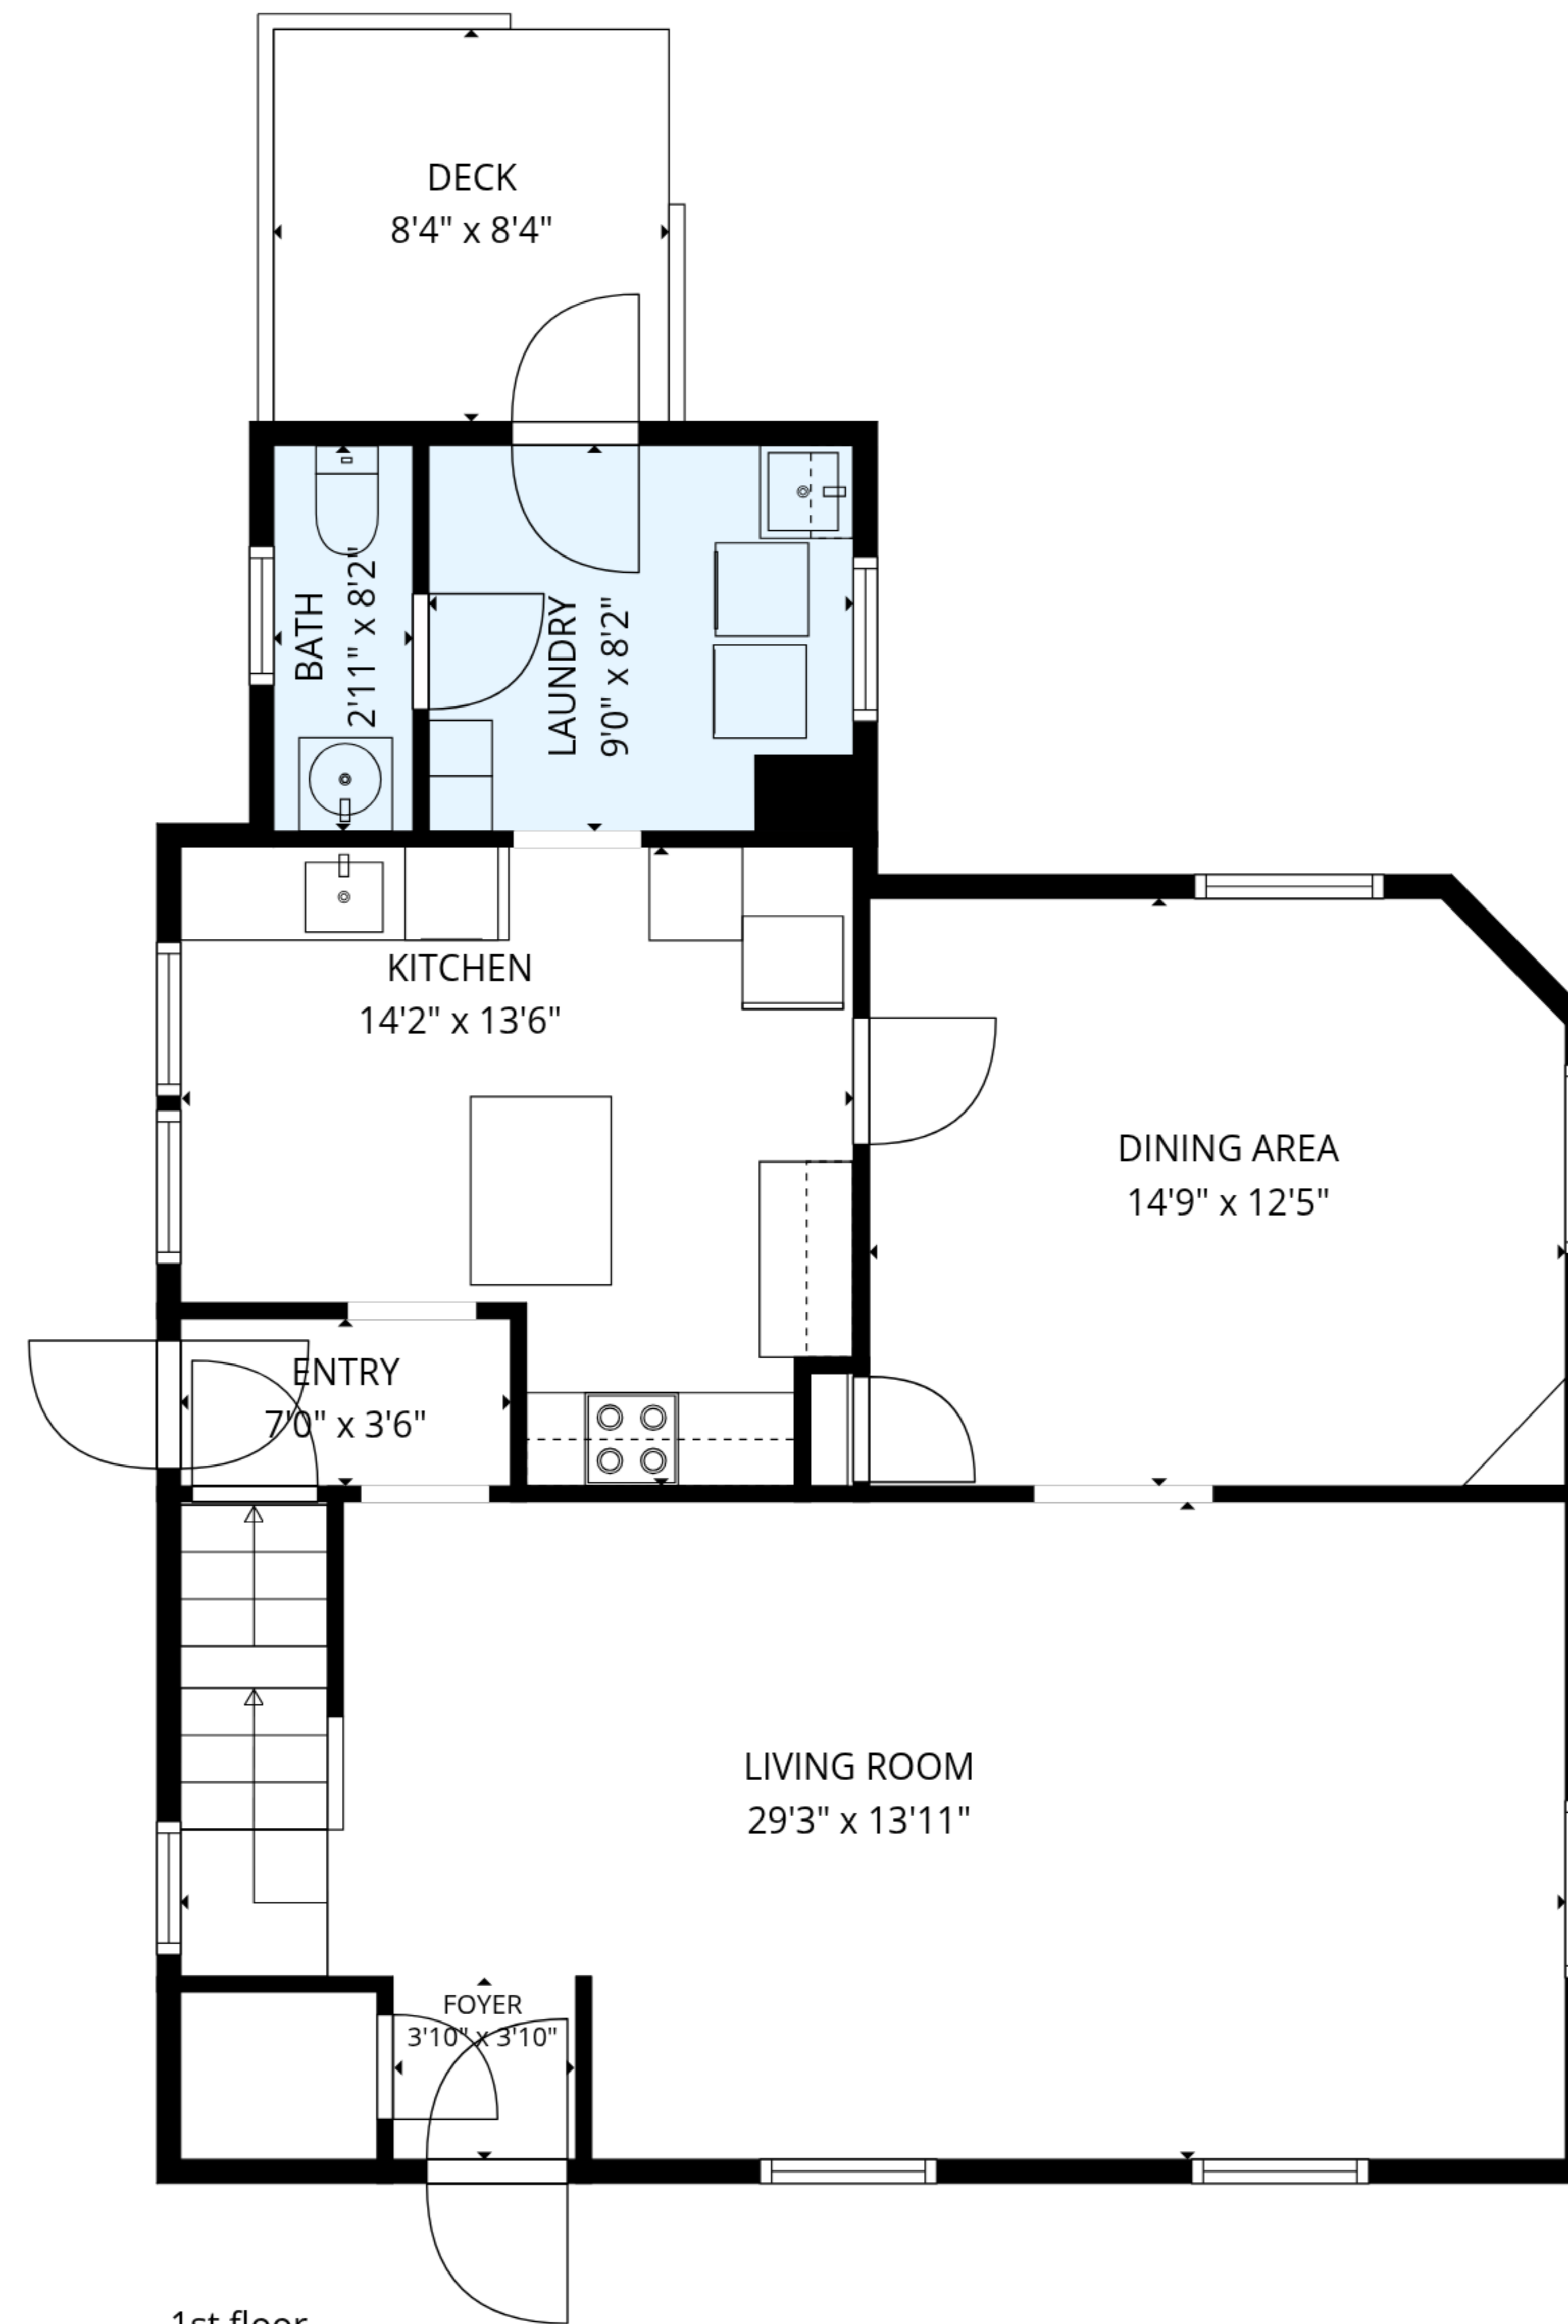 DECK
8'4" x 8'4"
BATH
2'11" x 8'2"
LAUNDRY
9'0" x 8'2"
KITCHEN
14'2" x 13'6"
DINING AREA
14'9" x 12'5"
ENTRY
7'0" x 3'6"
LIVING ROOM
29'3" x 13'11"
FOYER
3'10" x 3'10"
1st floor